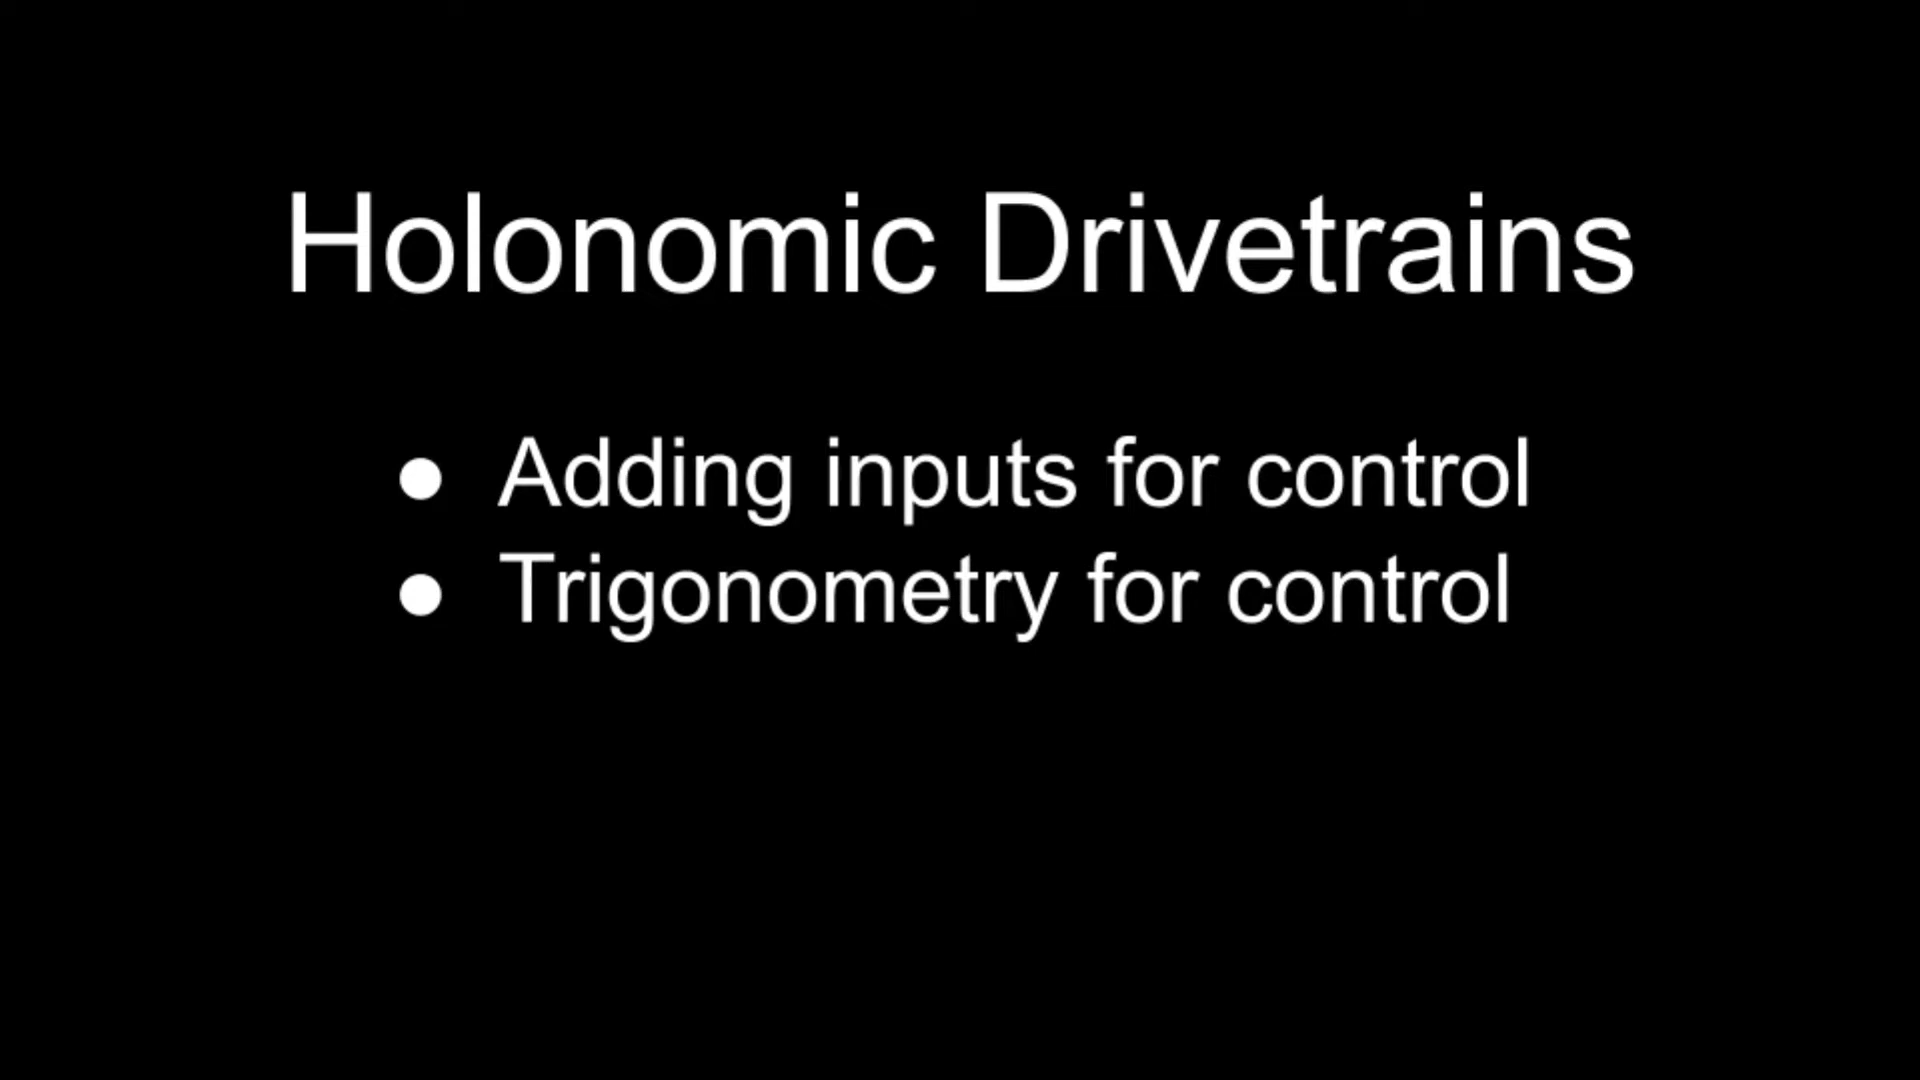 Holonomic Drivetrains
● Adding inputs for control
● Trigonometry for control